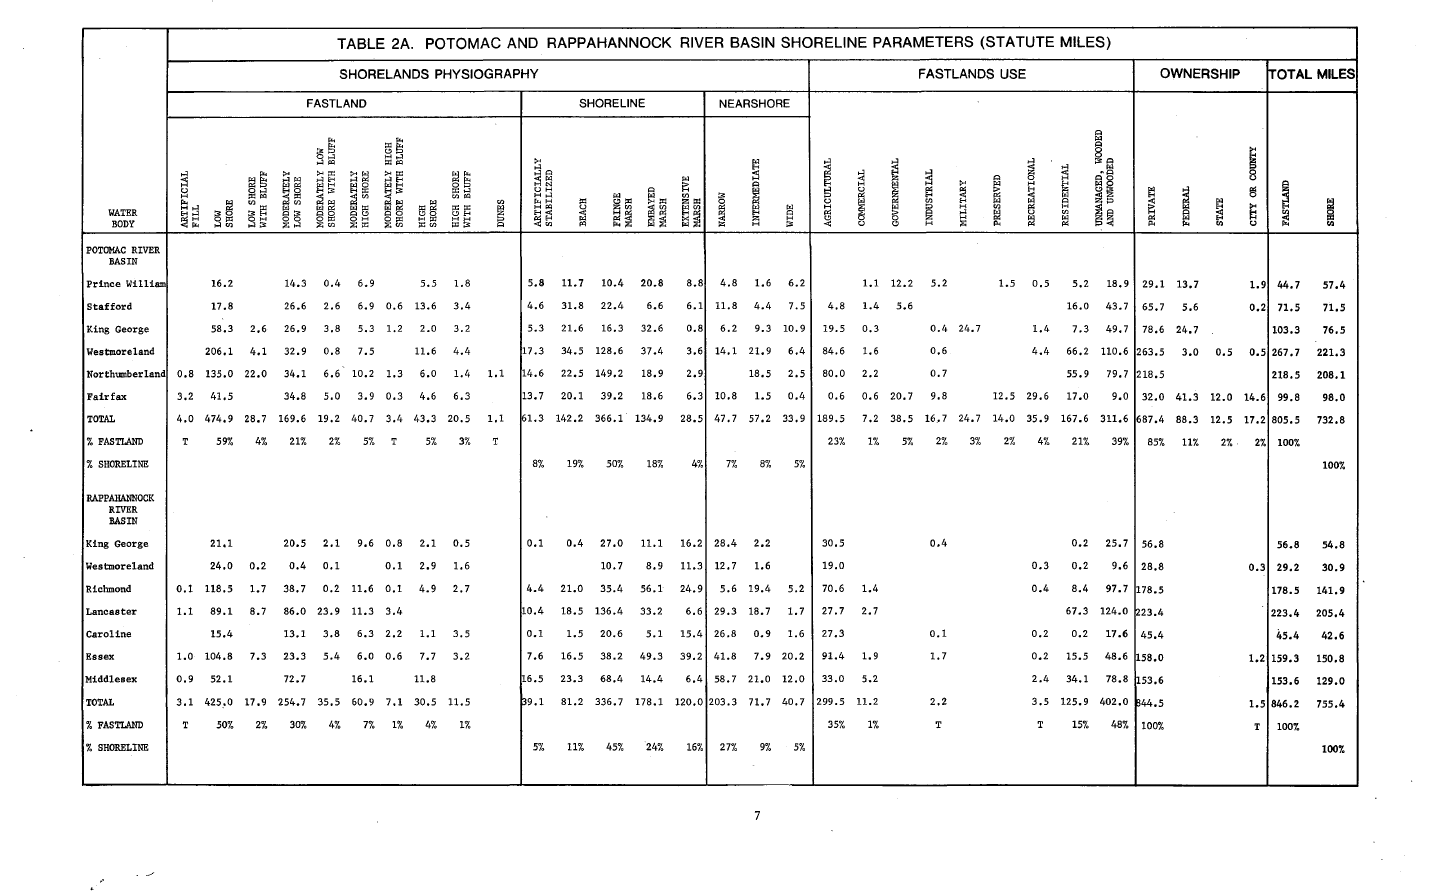 TABLE 2A. POTOMAC AND RAPPAHANNOCK RIVER BASIN SHORELINE PARAMETERS (STATUTE MILES)
SHORELANDS PHYSIOGRAPHY FASTLANDS USE OWNERSHIP TOTAL MILES
FASTLAND SHORELINE NEARSHORE
WATER BODY
ARTIFICIAL FILL
LOW SHORE
LOW SHORE WITH BLUFF
MODERATELY LOW SHORE
MODERATELY LOW SHORE WITH BLUFF
MODERATELY HIGH SHORE
MODERATELY HIGH SHORE WITH BLUFF
HIGH SHORE
HIGH SHORE WITH BLUFF
DUNES
ARTIFICIALLY STABILIZED
BEACH
FRINGE MARSH
EMBAYED MARSH
EXTENSIVE MARSH
NARROW
INTERMEDIATE
WIDE
AGRICULTURAL
COMMERCIAL
GOVERNMENTAL
INDUSTRIAL
MILITARY
PRESERVED
RECREATIONAL
RESIDENTIAL
UNMANAGED, WOODED AND UNWOODED
PRIVATE
FEDERAL
STATE
CITY OR COUNTY
FASTLAND
SHORE
POTOMAC RIVER
BASIN
Prince William 16.2 14.3 0.4 6.9 5.5 1.8 5.8 11.7 10.4 20.8 8.8 4.8 1.6 6.2 1.1 12.2 5.2 1.5 0.5 5.2 18.9 29.1 13.7 1.9 44.7 57.4
Stafford 17.8 26.6 2.6 6.9 0.6 13.6 3.4 4.6 31.8 22.4 6.6 6.1 11.8 4.4 7.5 4.8 1.4 5.6 16.0 43.7 65.7 5.6 0.2 71.5 71.5
King George 58.3 2.6 26.9 3.8 5.3 1.2 2.0 3.2 5.3 21.6 16.3 32.6 0.8 6.2 9.3 10.9 19.5 0.3 0.4 24.7 1.4 7.3 49.7 78.6 24.7 103.3 76.5
Westmoreland 206.1 4.1 32.9 0.8 7.5 11.6 4.4 17.3 34.5 128.6 37.4 3.6 14.1 21.9 6.4 84.6 1.6 0.6 4.4 66.2 110.6 263.5 3.0 0.5 0.5 267.7 221.3
Northumberland 0.8 135.0 22.0 34.1 6.6 10.2 1.3 6.0 1.4 1.1 14.6 22.5 149.2 18.9 2.9 18.5 2.5 80.0 2.2 0.7 55.9 79.7 218.5 218.5 208.1
Fairfax 3.2 41.5 34.8 5.0 3.9 0.3 4.6 6.3 13.7 20.1 39.2 18.6 6.3 10.8 1.5 0.4 0.6 0.6 20.7 9.8 12.5 29.6 17.0 9.0 32.0 41.3 12.0 14.6 99.8 98.0
TOTAL 4.0 474.9 28.7 169.6 19.2 40.7 3.4 43.3 20.5 1.1 61.3 142.2 366.1 134.9 28.5 47.7 57.2 33.9 189.5 7.2 38.5 16.7 24.7 14.0 35.9 167.6 311.6 687.4 88.3 12.5 17.2 805.5 732.8
% FASTLAND T 59% 4% 21% 2% 5% T 5% 3% T 23% 1% 5% 2% 3% 2% 4% 21% 39% 85% 11% 2% 2% 100%
% SHORELINE 8% 19% 50% 18% 4% 7% 8% 5% 100%
RAPPAHANNOCK
RIVER
BASIN
King George 21.1 20.5 2.1 9.6 0.8 2.1 0.5 0.1 0.4 27.0 11.1 16.2 28.4 2.2 30.5 0.4 0.2 25.7 56.8 56.8 54.8
Westmoreland 24.0 0.2 0.4 0.1 0.1 2.9 1.6 10.7 8.9 11.3 12.7 1.6 19.0 0.3 0.2 9.6 28.8 0.3 29.2 30.9
Richmond 0.1 118.5 1.7 38.7 0.2 11.6 0.1 4.9 2.7 4.4 21.0 35.4 56.1 24.9 5.6 19.4 5.2 70.6 1.4 0.4 8.4 97.7 178.5 178.5 141.9
Lancaster 1.1 89.1 8.7 86.0 23.9 11.3 3.4 10.4 18.5 136.4 33.2 6.6 29.3 18.7 1.7 27.7 2.7 67.3 124.0 223.4 223.4 205.4
Caroline 15.4 13.1 3.8 6.3 2.2 1.1 3.5 0.1 1.5 20.6 5.1 15.4 26.8 0.9 1.6 27.3 0.1 0.2 0.2 17.6 45.4 45.4 42.6
Essex 1.0 104.8 7.3 23.3 5.4 6.0 0.6 7.7 3.2 7.6 16.5 38.2 49.3 39.2 41.8 7.9 20.2 91.4 1.9 1.7 0.2 15.5 48.6 158.0 1.2 159.3 150.8
Middlesex 0.9 52.1 72.7 16.1 11.8 16.5 23.3 68.4 14.4 6.4 58.7 21.0 12.0 33.0 5.2 2.4 34.1 78.8 153.6 153.6 129.0
TOTAL 3.1 425.0 17.9 254.7 35.5 60.9 7.1 30.5 11.5 39.1 81.2 336.7 178.1 120.0 203.3 71.7 40.7 299.5 11.2 2.2 3.5 125.9 402.0 844.5 1.5 846.2 755.4
% FASTLAND T 50% 2% 30% 4% 7% 1% 4% 1% 35% 1% T T 15% 48% 100% T 100%
% SHORELINE 5% 11% 45% 24% 16% 27% 9% 5% 100%
7